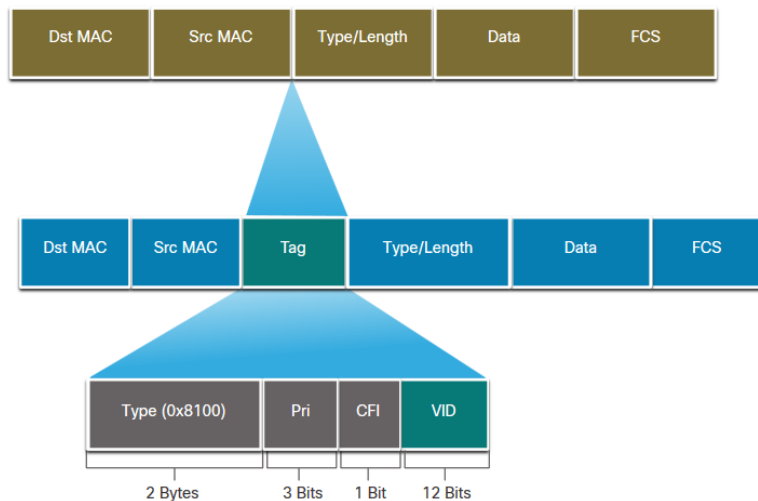 Dst MAC Src MAC Type/Length Data FCS
Dst MAC Src MAC Tag Type/Length Data FCS
Type (0x8100) Pri CFI VID
2 Bytes 3 Bits 1 Bit 12 Bits